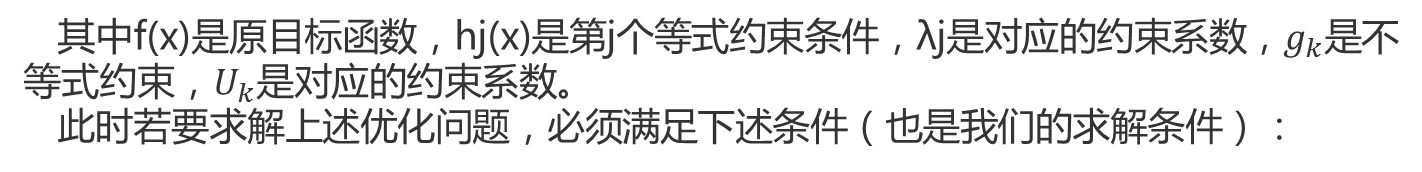 其中f(x)是原目标函数，hj(x)是第j个等式约束条件，λj是对应的约束系数，gₖ是不
等式约束，Uₖ是对应的约束系数。
此时若要求解上述优化问题，必须满足下述条件（也是我们的求解条件）：